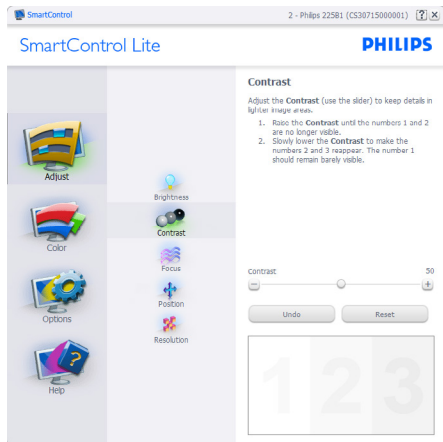 SmartControl
2 - Philips 225B1 (CS30715000001) ? x
SmartControl Lite
PHILIPS
Adjust
Color
Options
Help
Brightness
Contrast
Focus
Position
Resolution
Contrast
Adjust the Contrast (use the slider) to keep details in
lighter image areas.
1. Raise the Contrast until the numbers 1 and 2
are no longer visible.
2. Slowly lower the Contrast to make the
numbers 2 and 3 reappear. The number 1
should remain barely visible.
Contrast 50
Undo Reset
1 2 3